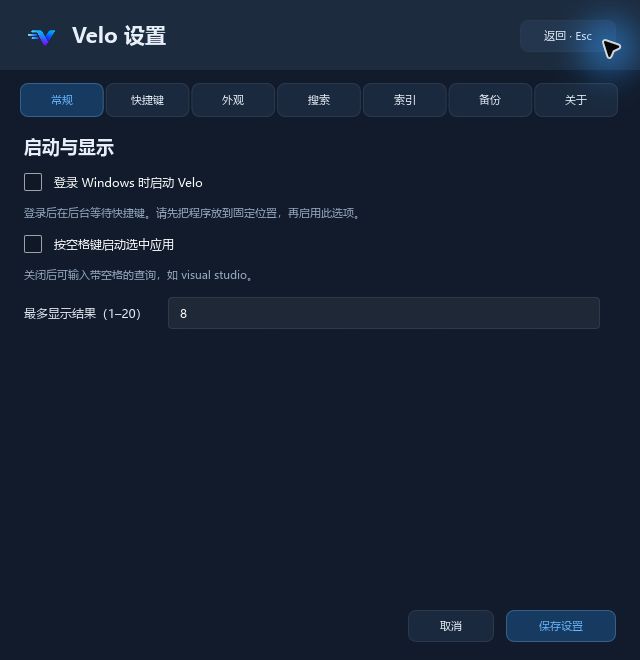 Velo 设置
返回 · Esc
常规 快捷键 外观 搜索 索引 备份 关于
启动与显示
登录 Windows 时启动 Velo
登录后在后台等待快捷键。请先把程序放到固定位置，再启用此选项。
按空格键启动选中应用
关闭后可输入带空格的查询，如 visual studio。
最多显示结果（1–20） 8
取消 保存设置